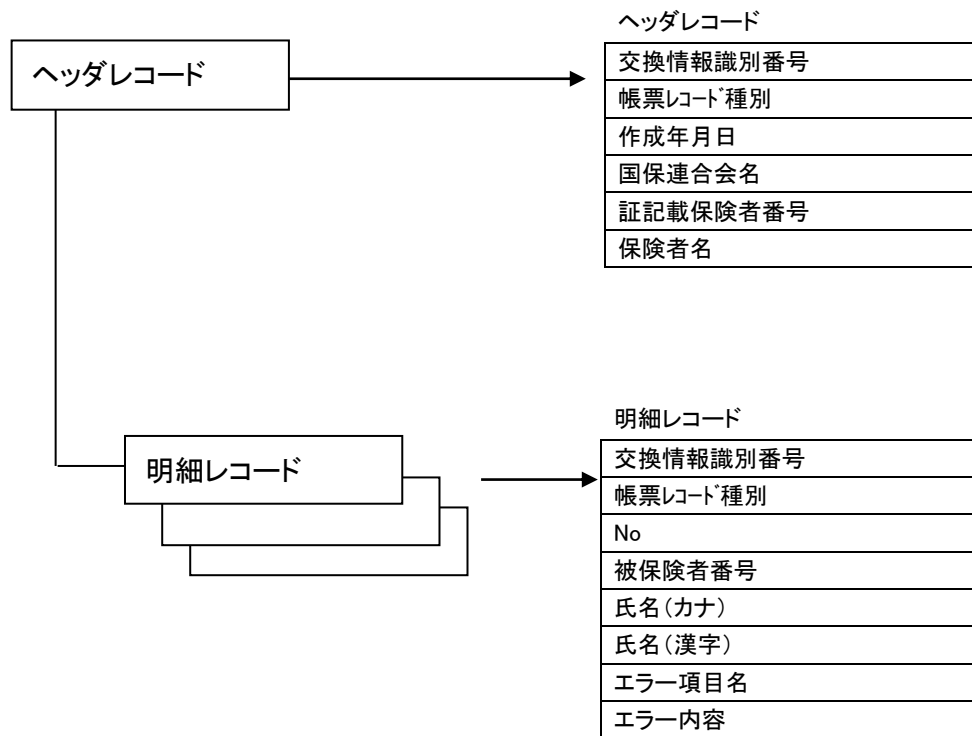 ヘッダレコード
ヘッダレコード
交換情報識別番号
帳票ﾚｺｰﾄﾞ種別
作成年月日
国保連合会名
証記載保険者番号
保険者名
明細レコード
明細レコード
交換情報識別番号
帳票ﾚｺｰﾄﾞ種別
No
被保険者番号
氏名(カナ)
氏名(漢字)
エラー項目名
エラー内容